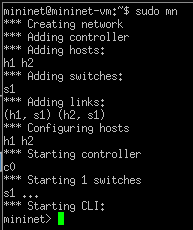 mininet@mininet-vm:~$ sudo mn
*** Creating network
*** Adding controller
*** Adding hosts:
h1 h2
*** Adding switches:
s1
*** Adding links:
(h1, s1) (h2, s1)
*** Configuring hosts
h1 h2
*** Starting controller
c0
*** Starting 1 switches
s1 ...
*** Starting CLI:
mininet>